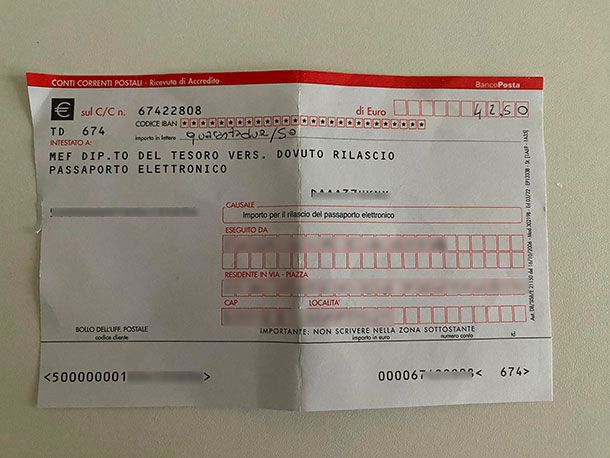 CONTI CORRENTI POSTALI - Ricevuta di Accredito
BancoPosta
€ sul C/C n. 67422808 di Euro 42,50
TD 674 CODICE IBAN
importo in lettere quarantadue/50
INTESTATO A:
MEF DIP.TO DEL TESORO VERS. DOVUTO RILASCIO
PASSAPORTO ELETTRONICO
CAUSALE
Importo per il rilascio del passaporto elettronico
ESEGUITO DA
RESIDENTE IN VIA - PIAZZA
CAP LOCALITA'
BOLLO DELL'UFF. POSTALE
codice cliente
IMPORTANTE: NON SCRIVERE NELLA ZONA SOTTOSTANTE
importo in euro numero conto td
<500000001 >
000067 < 674>